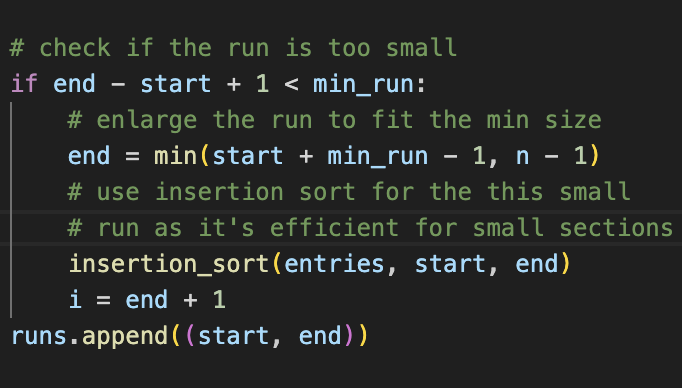 # check if the run is too small
if end - start + 1 < min_run:
    # enlarge the run to fit the min size
    end = min(start + min_run - 1, n - 1)
    # use insertion sort for the this small
    # run as it's efficient for small sections
    insertion_sort(entries, start, end)
    i = end + 1
runs.append((start, end))